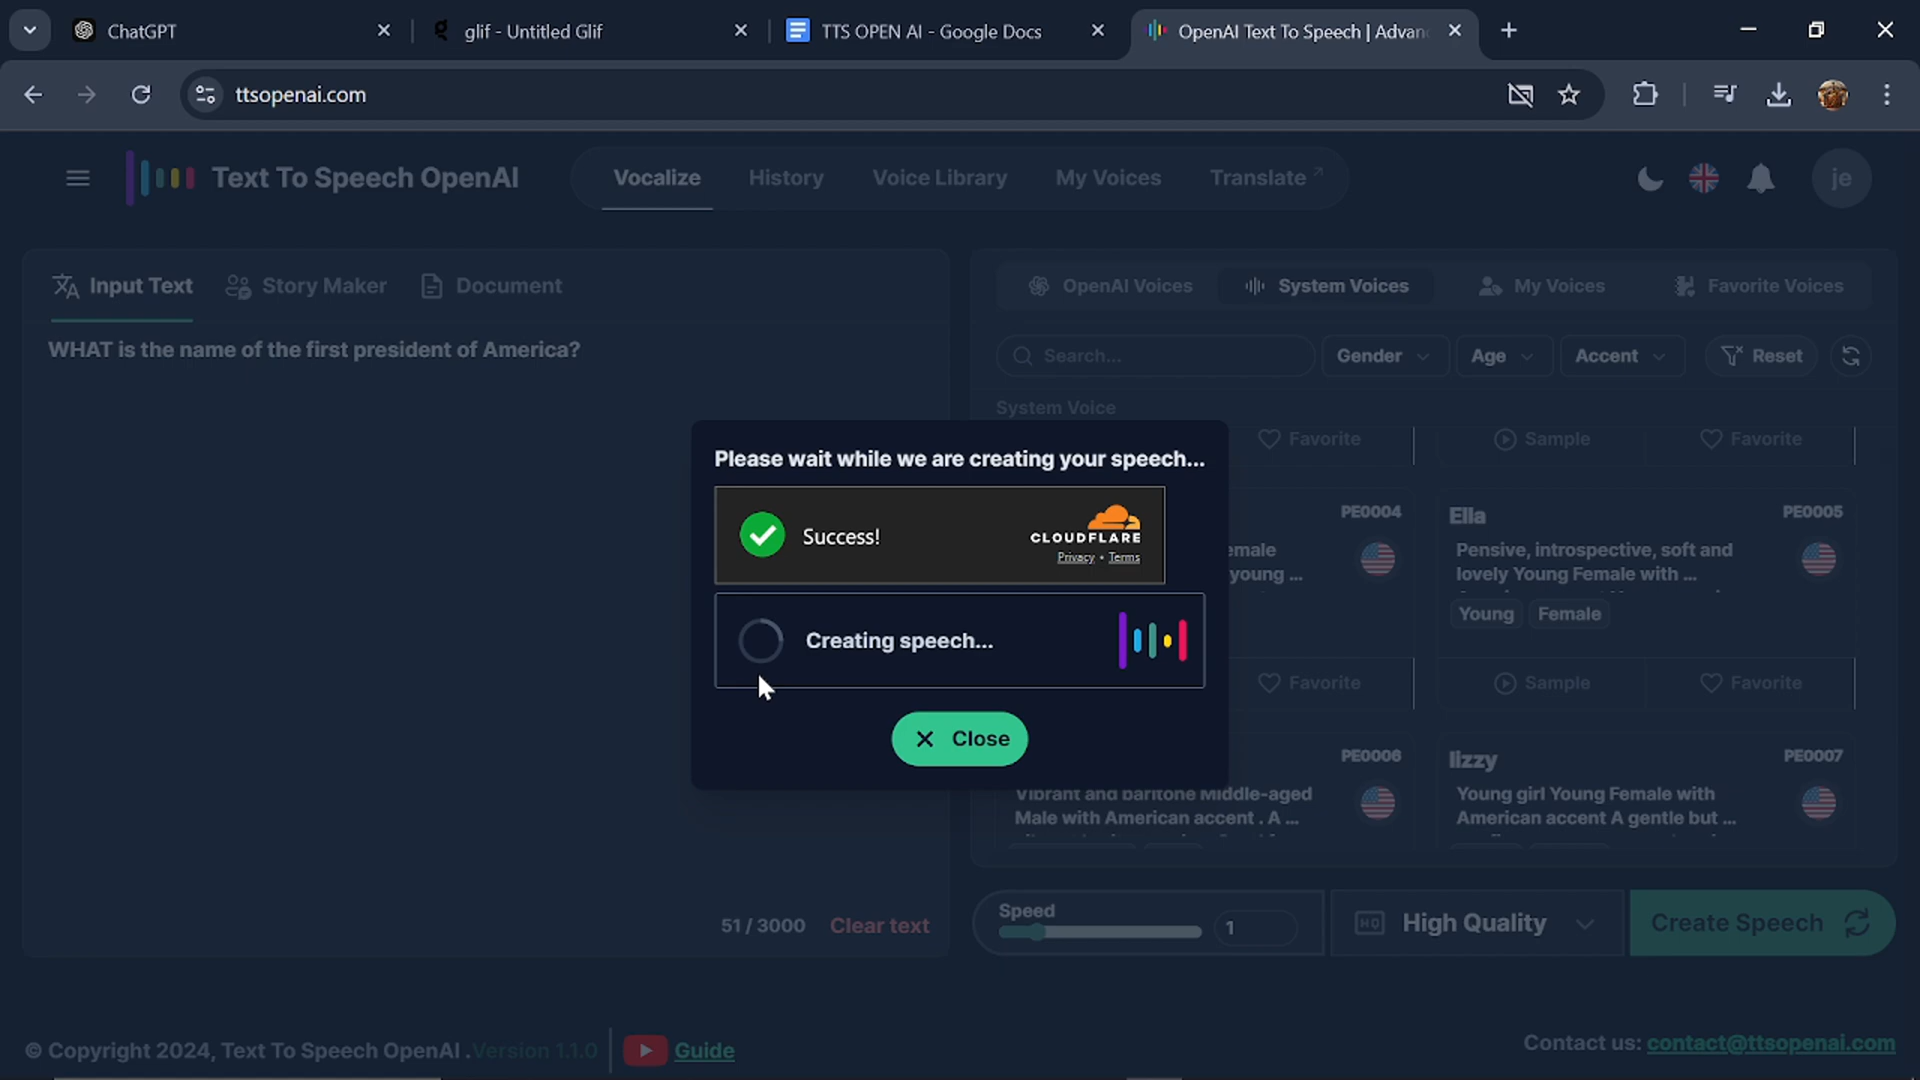 ChatGPT
glif - Untitled Glif
TTS OPEN AI - Google Docs
OpenAI Text To Speech | Advan
ttsopenai.com
Text To Speech OpenAI
Vocalize
History
Voice Library
My Voices
Translate
je
Input Text
Story Maker
Document
OpenAI Voices
System Voices
My Voices
Favorite Voices
WHAT is the name of the first president of America?
Search...
Gender
Age
Accent
Reset
System Voice
Favorite
Sample
Favorite
Please wait while we are creating your speech...
Success!
CLOUDFLARE
Privacy • Terms
Creating speech...
Close
PE0004
young ...
Favorite
Ella
PE0005
Pensive, introspective, soft and
lovely Young Female with ...
Young
Female
Sample
Favorite
PE0006
Vibrant and baritone Middle-aged
Male with American accent . A ...
PE0007
Young girl Young Female with
American accent A gentle but ...
51 / 3000
Clear text
Speed
1
HQ
High Quality
Create Speech
© Copyright 2024, Text To Speech OpenAI .Version 1.1.0
Guide
Contact us: contact@ttsopenai.com